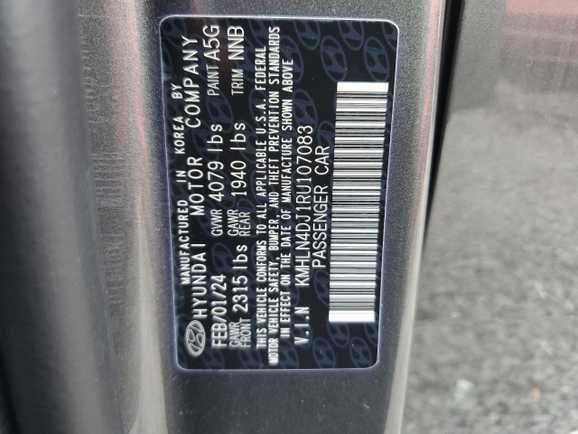 MANUFACTURED IN KOREA BY
HYUNDAI MOTOR COMPANY
FEB/01/24 GVWR 4079 lbs PAINT A5G
GAWR FRONT 2315 lbs GAWR REAR 1940 lbs TRIM NNB
THIS VEHICLE CONFORMS TO ALL APPLICABLE U.S.A. FEDERAL
MOTOR VEHICLE SAFETY, BUMPER, AND THEFT PREVENTION STANDARDS
IN EFFECT ON THE DATE OF MANUFACTURE SHOWN ABOVE
V.I.N KMHLN4DJ1RU107083
PASSENGER CAR